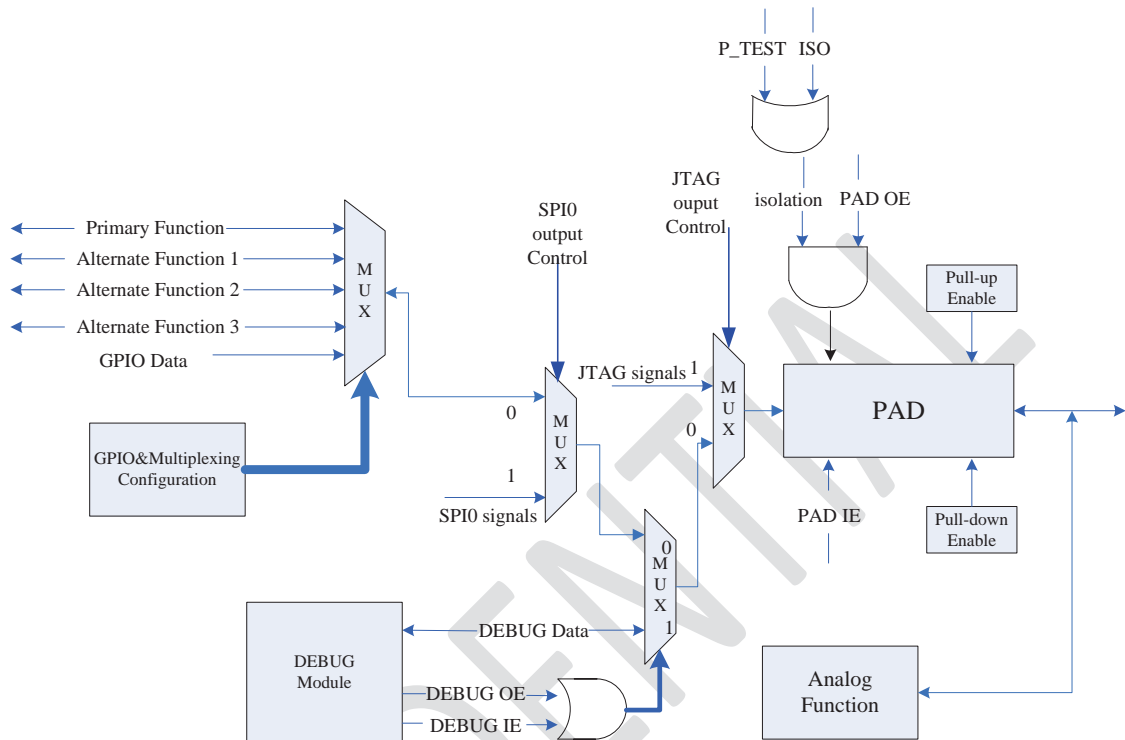 P_TEST ISO
JTAG
ouput
Control
isolation PAD OE
SPI0
output
Control
Primary Function
Alternate Function 1
Alternate Function 2
Alternate Function 3
GPIO Data
M
U
X
Pull-up
Enable
GPIO&Multiplexing
Configuration
0
1
SPI0 signals
M
U
X
JTAG signals
1
0
M
U
X
PAD
PAD IE
Pull-down
Enable
0
M
U
X
1
DEBUG
Module
DEBUG Data
DEBUG OE
DEBUG IE
Analog
Function
DENTIAL